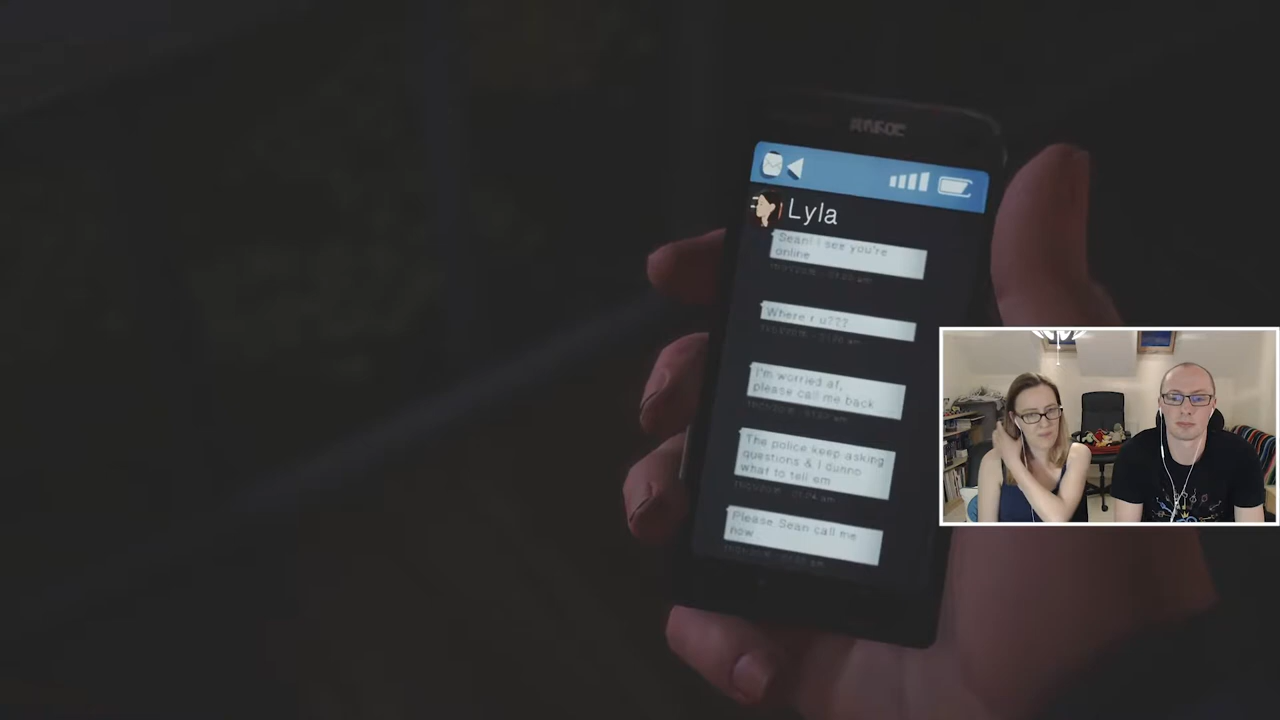 Lyla
Sean! I see you're
online
Where r u???
I'm worried af,
please call me back
The police keep asking
questions & I dunno
what to tell em
Please Sean call me
now